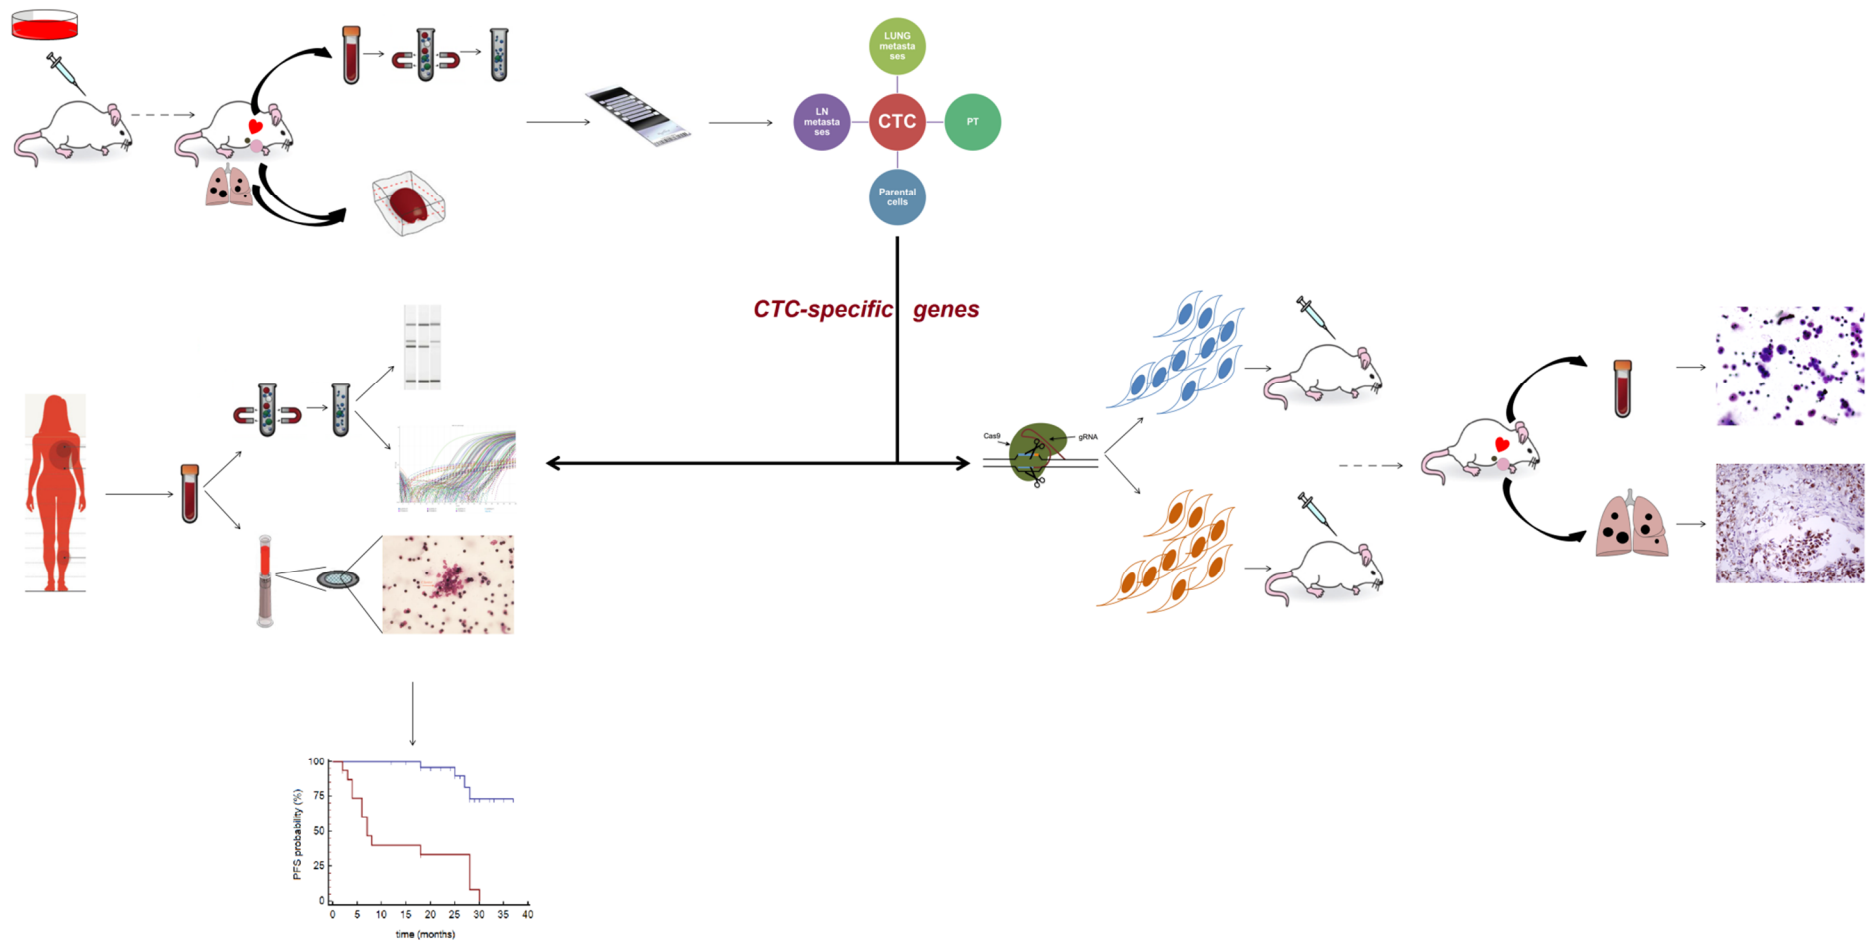 LUNG
metasta
ses
LN
metasta
ses
CTC
PT
Parental
cells
CTC-specific genes
Cas9
gRNA
PFS probability (%)
100
75
50
25
0
0 5 10 15 20 25 30 35 40
time (months)